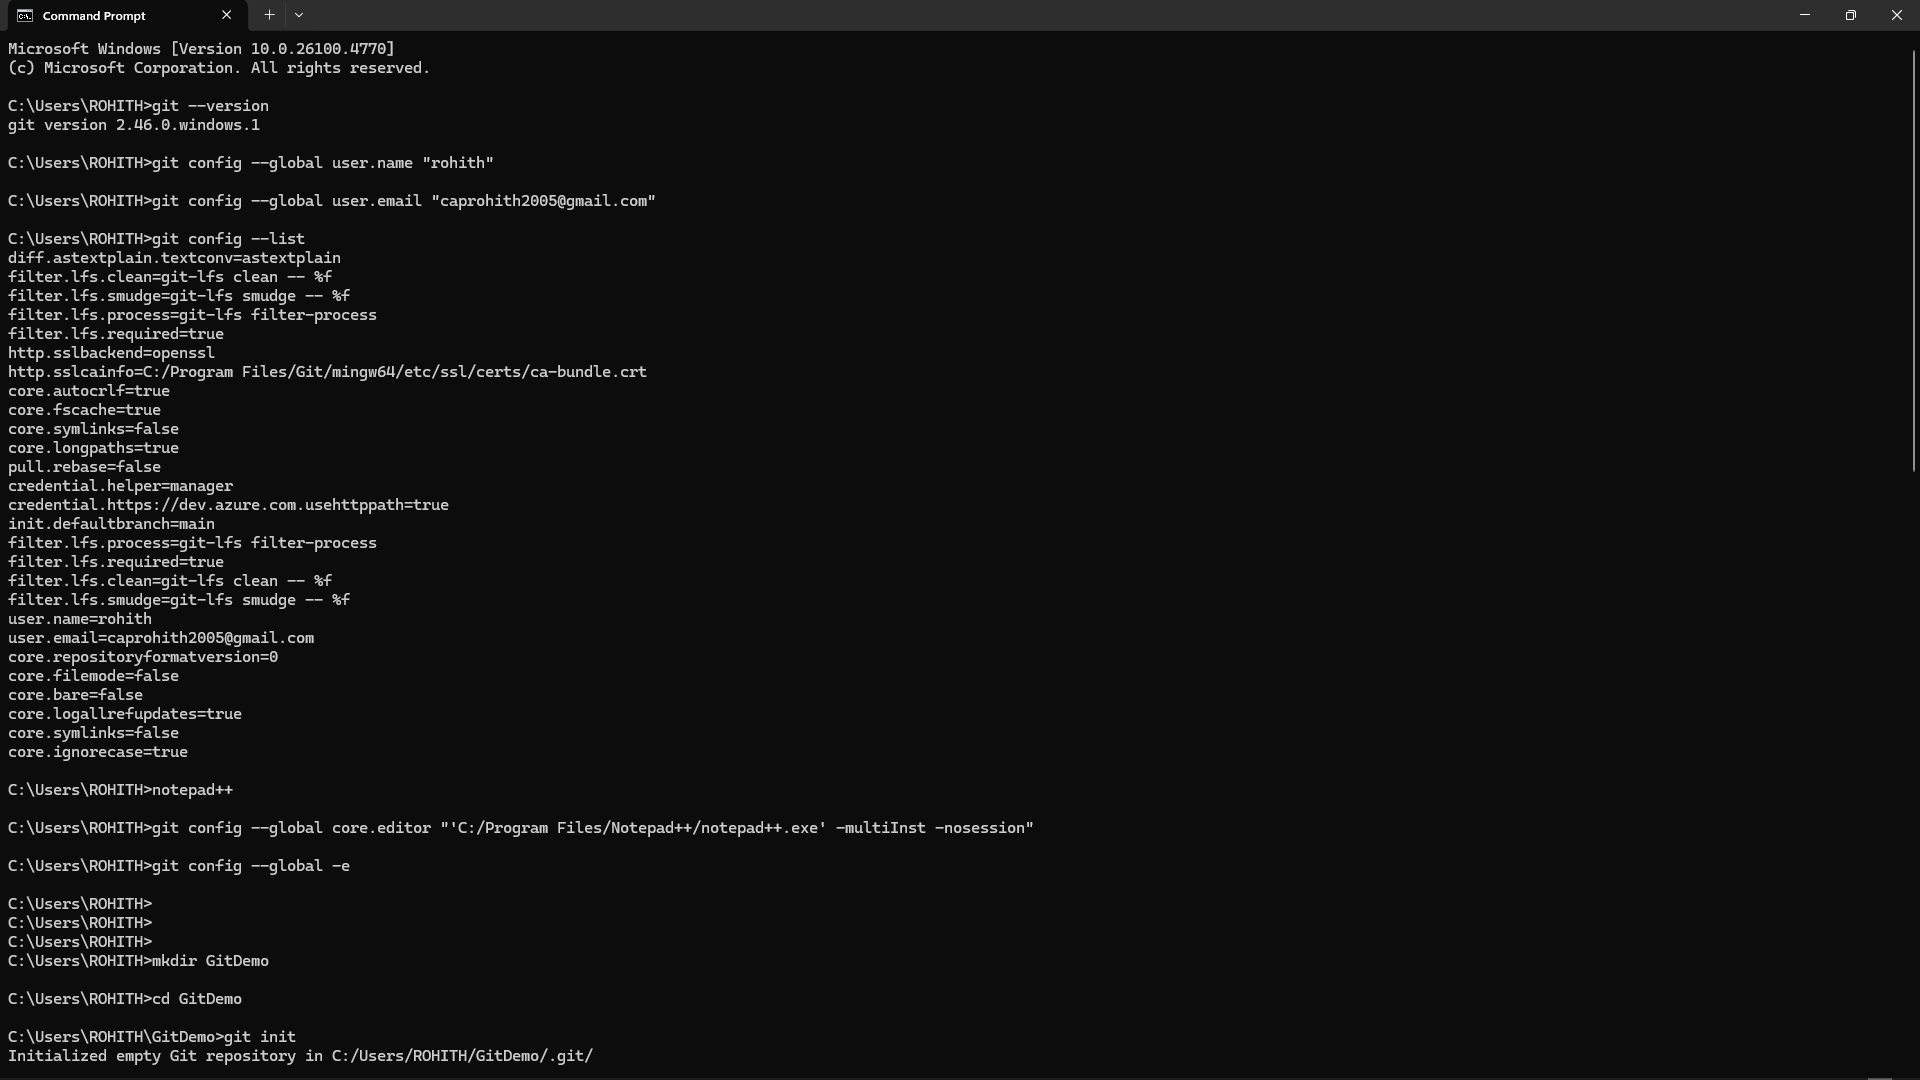 Command Prompt
Microsoft Windows [Version 10.0.26100.4770]
(c) Microsoft Corporation. All rights reserved.
C:\Users\ROHITH>git --version
git version 2.46.0.windows.1
C:\Users\ROHITH>git config --global user.name "rohith"
C:\Users\ROHITH>git config --global user.email "caprohith2005@gmail.com"
C:\Users\ROHITH>git config --list
diff.astextplain.textconv=astextplain
filter.lfs.clean=git-lfs clean -- %f
filter.lfs.smudge=git-lfs smudge -- %f
filter.lfs.process=git-lfs filter-process
filter.lfs.required=true
http.sslbackend=openssl
http.sslcainfo=C:/Program Files/Git/mingw64/etc/ssl/certs/ca-bundle.crt
core.autocrlf=true
core.fscache=true
core.symlinks=false
core.longpaths=true
pull.rebase=false
credential.helper=manager
credential.https://dev.azure.com.usehttppath=true
init.defaultbranch=main
filter.lfs.process=git-lfs filter-process
filter.lfs.required=true
filter.lfs.clean=git-lfs clean -- %f
filter.lfs.smudge=git-lfs smudge -- %f
user.name=rohith
user.email=caprohith2005@gmail.com
core.repositoryformatversion=0
core.filemode=false
core.bare=false
core.logallrefupdates=true
core.symlinks=false
core.ignorecase=true
C:\Users\ROHITH>notepad++
C:\Users\ROHITH>git config --global core.editor "'C:/Program Files/Notepad++/notepad++.exe' -multiInst -nosession"
C:\Users\ROHITH>git config --global -e
C:\Users\ROHITH>
C:\Users\ROHITH>
C:\Users\ROHITH>
C:\Users\ROHITH>mkdir GitDemo
C:\Users\ROHITH>cd GitDemo
C:\Users\ROHITH\GitDemo>git init
Initialized empty Git repository in C:/Users/ROHITH/GitDemo/.git/